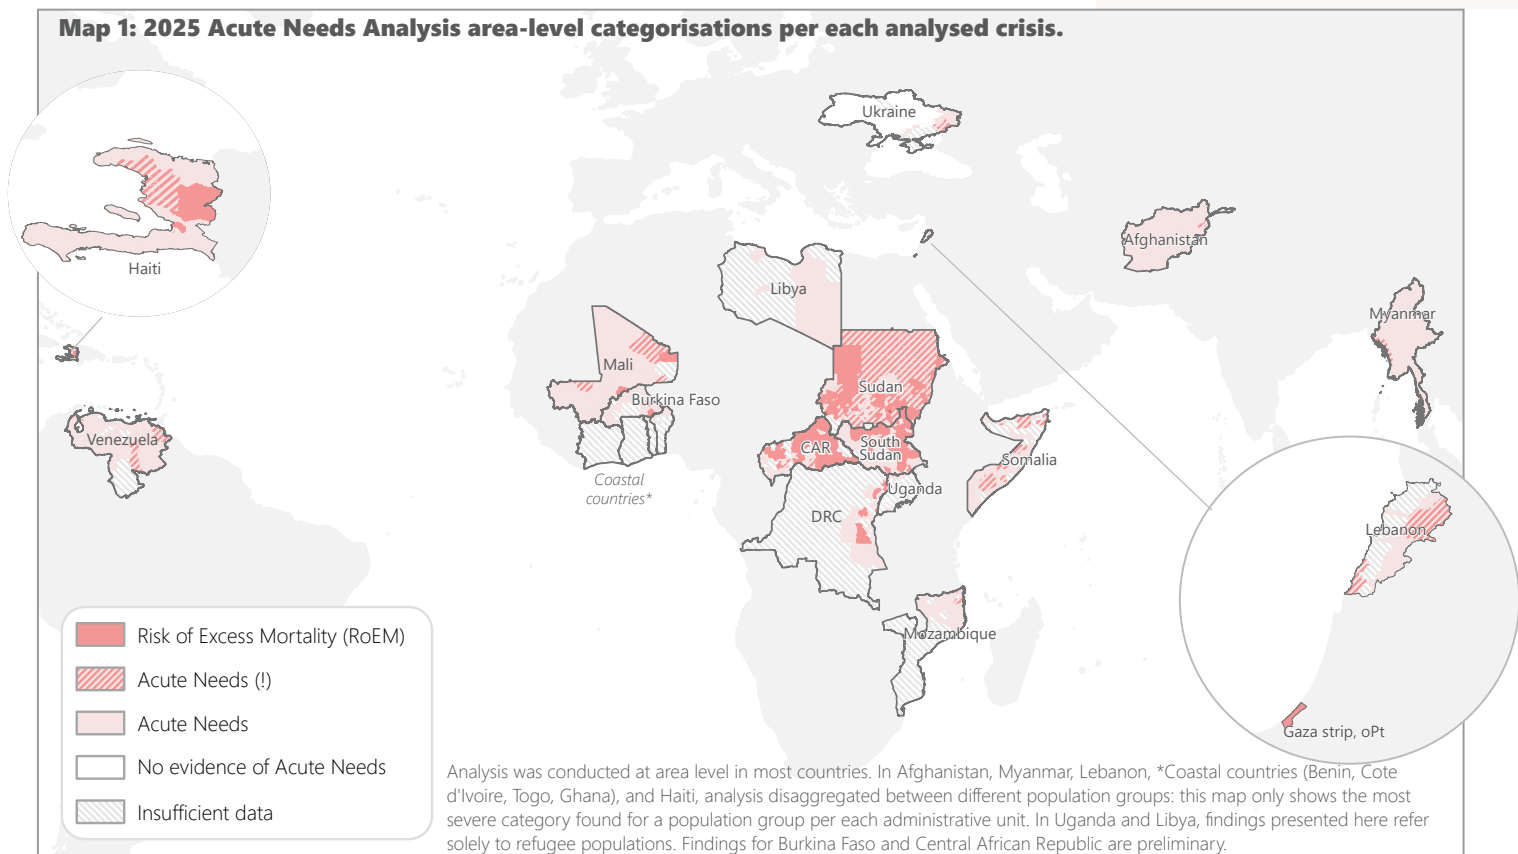 Map 1: 2025 Acute Needs Analysis area-level categorisations per each analysed crisis.
Ukraine
Haiti
Afghanistan
Libya
Myanmar
Mali
Sudan
Burkina Faso
Venezuela
CAR
South
Sudan
Somalia
Coastal
countries*
Uganda
DRC
Lebanon
Mozambique
Gaza strip, oPt
Risk of Excess Mortality (RoEM)
Acute Needs (!)
Acute Needs
No evidence of Acute Needs
Insufficient data
Analysis was conducted at area level in most countries. In Afghanistan, Myanmar, Lebanon, *Coastal countries (Benin, Cote
d'Ivoire, Togo, Ghana), and Haiti, analysis disaggregated between different population groups: this map only shows the most
severe category found for a population group per each administrative unit. In Uganda and Libya, findings presented here refer
solely to refugee populations. Findings for Burkina Faso and Central African Republic are preliminary.